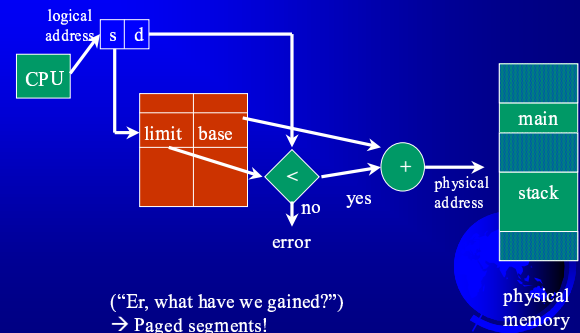 logical
address
s d
CPU
limit base
<
no
yes
error
+
physical
address
main
stack
physical
memory
(“Er, what have we gained?”)
→ Paged segments!